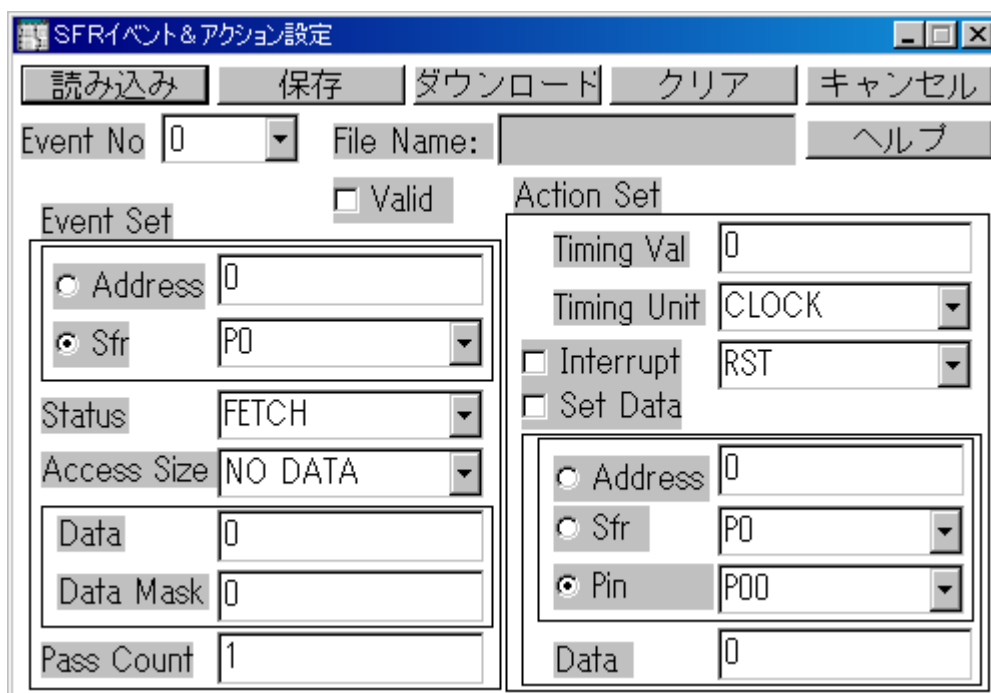 SFRイベント&アクション設定
読み込み 保存 ダウンロード クリア キャンセル
Event No 0 File Name: ヘルプ
Valid
Event Set
Address 0
Sfr P0
Status FETCH
Access Size NO DATA
Data 0
Data Mask 0
Pass Count 1
Action Set
Timing Val 0
Timing Unit CLOCK
Interrupt RST
Set Data
Address 0
Sfr P0
Pin P00
Data 0